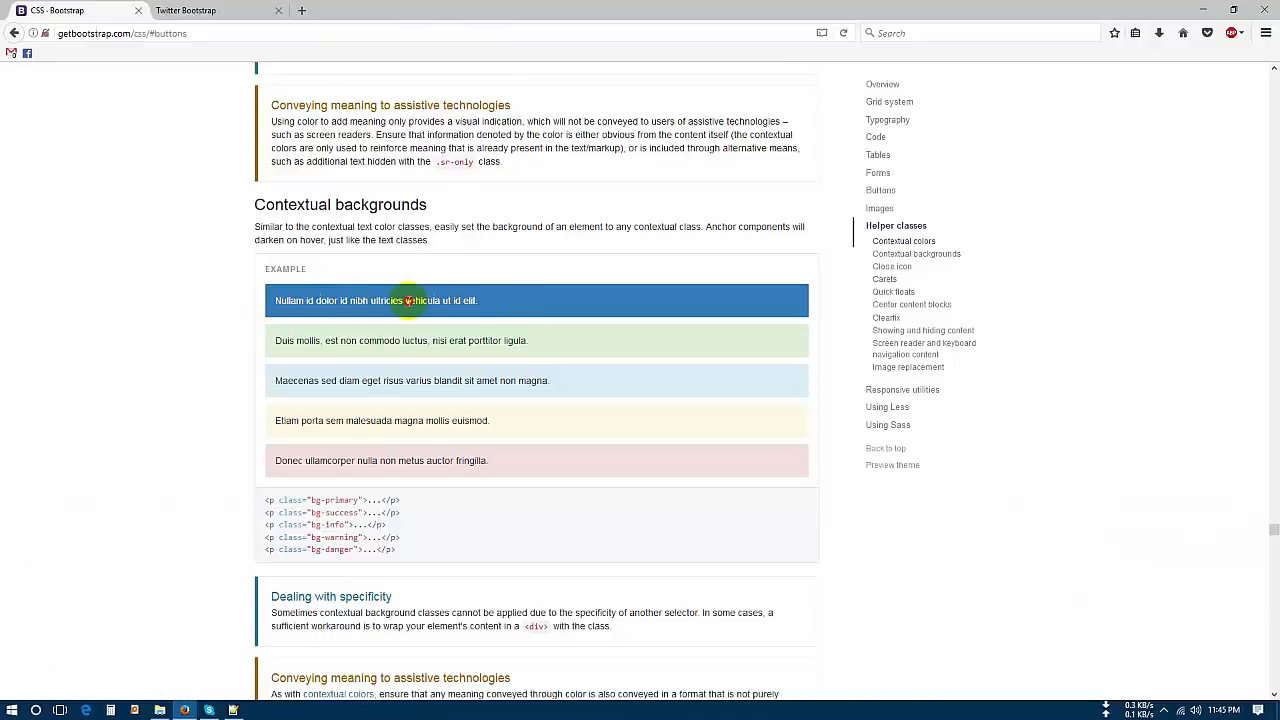 CSS · Bootstrap
Twitter Bootstrap
getbootstrap.com/css/#buttons
Search
Conveying meaning to assistive technologies
Using color to add meaning only provides a visual indication, which will not be conveyed to users of assistive technologies –
such as screen readers. Ensure that information denoted by the color is either obvious from the content itself (the contextual
colors are only used to reinforce meaning that is already present in the text/markup), or is included through alternative means,
such as additional text hidden with the .sr-only class.
Contextual backgrounds
Similar to the contextual text color classes, easily set the background of an element to any contextual class. Anchor components will
darken on hover, just like the text classes.
EXAMPLE
Nullam id dolor id nibh ultricies vehicula ut id elit.
Duis mollis, est non commodo luctus, nisi erat porttitor ligula.
Maecenas sed diam eget risus varius blandit sit amet non magna.
Etiam porta sem malesuada magna mollis euismod.
Donec ullamcorper nulla non metus auctor fringilla.
<p class="bg-primary">...</p>
<p class="bg-success">...</p>
<p class="bg-info">...</p>
<p class="bg-warning">...</p>
<p class="bg-danger">...</p>
Dealing with specificity
Sometimes contextual background classes cannot be applied due to the specificity of another selector. In some cases, a
sufficient workaround is to wrap your element's content in a <div> with the class.
Conveying meaning to assistive technologies
As with contextual colors, ensure that any meaning conveyed through color is also conveyed in a format that is not purely
Overview
Grid system
Typography
Code
Tables
Forms
Buttons
Images
Helper classes
Contextual colors
Contextual backgrounds
Close icon
Carets
Quick floats
Center content blocks
Clearfix
Showing and hiding content
Screen reader and keyboard
navigation content
Image replacement
Responsive utilities
Using Less
Using Sass
Back to top
Preview theme
0.3 KB/s
0.1 KB/s
11:45 PM